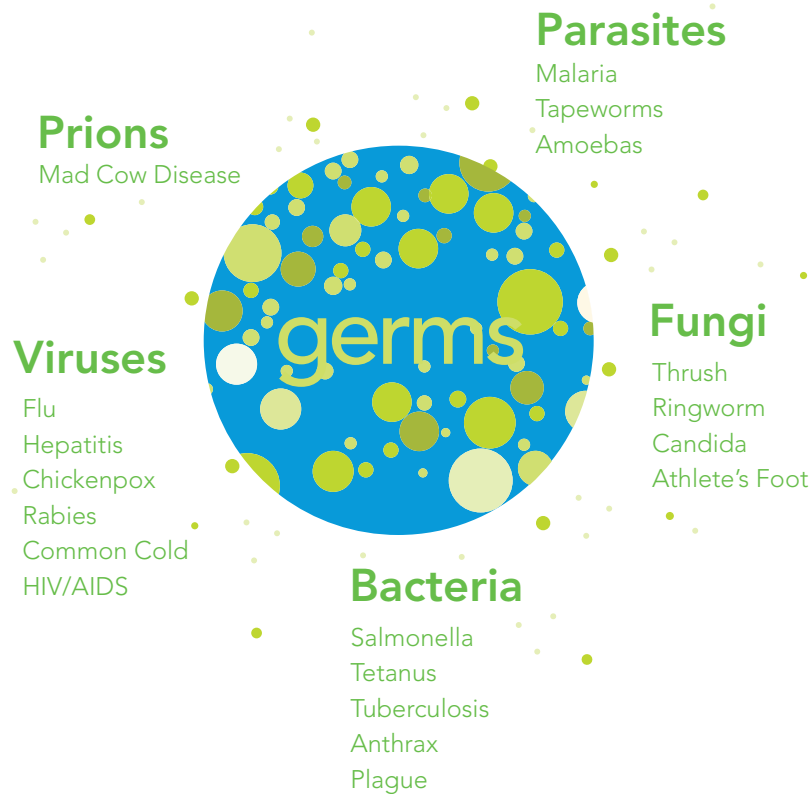 Parasites
Malaria
Tapeworms
Amoebas
Prions
Mad Cow Disease
germs
Fungi
Thrush
Ringworm
Candida
Athlete’s Foot
Viruses
Flu
Hepatitis
Chickenpox
Rabies
Common Cold
HIV/AIDS
Bacteria
Salmonella
Tetanus
Tuberculosis
Anthrax
Plague